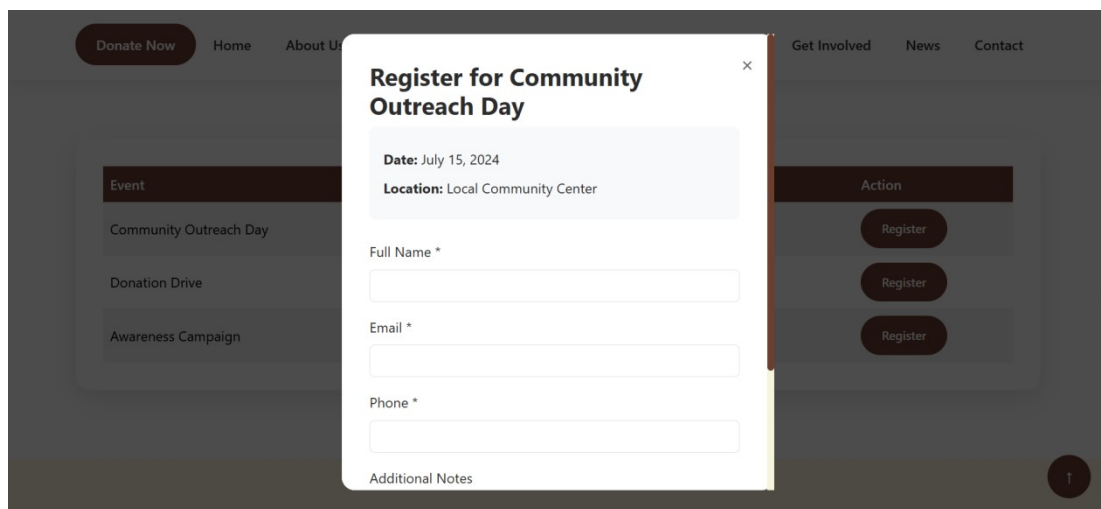 Donate Now Home About Us Get Involved News Contact
Register for Community
Outreach Day
×
Date: July 15, 2024
Location: Local Community Center
Event Action
Community Outreach Day Register
Donation Drive Register
Awareness Campaign Register
Full Name *
Email *
Phone *
Additional Notes
↑